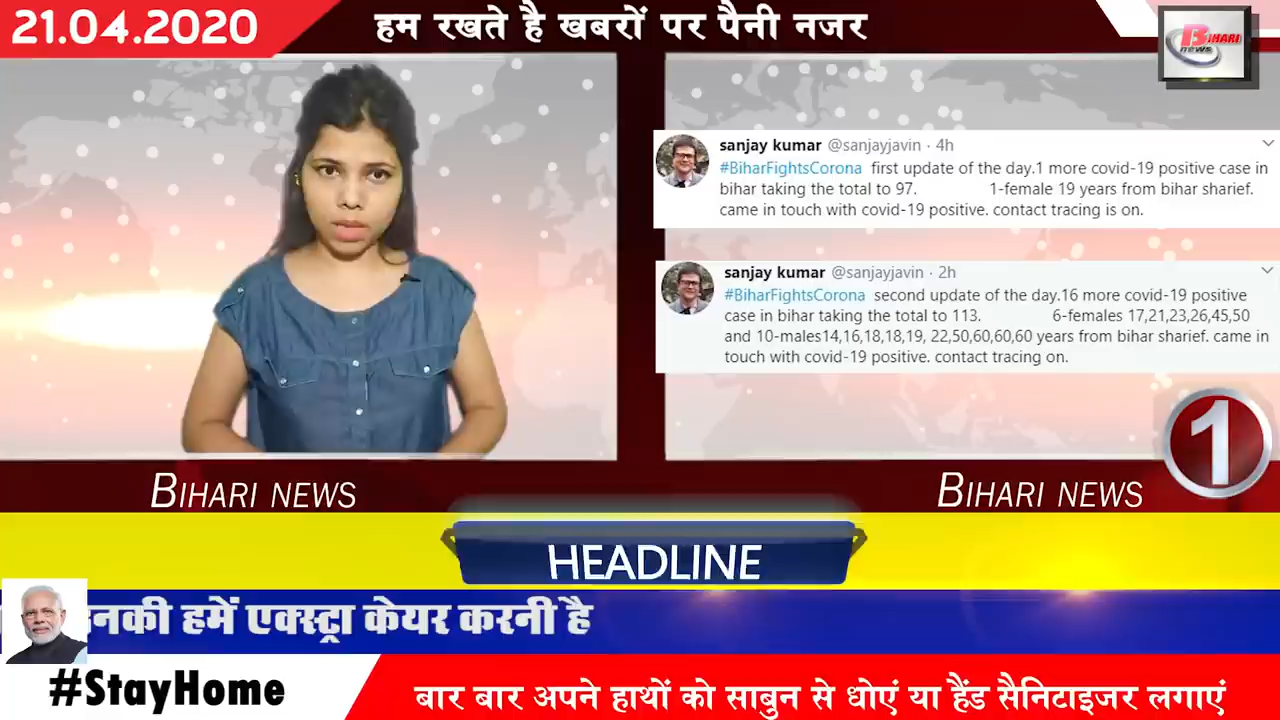 21.04.2020
हम रखते है खबरों पर पैनी नजर
BIHARI
news
sanjay kumar @sanjayjavin · 4h
#BiharFightsCorona first update of the day.1 more covid-19 positive case in
bihar taking the total to 97. 1-female 19 years from bihar sharief.
came in touch with covid-19 positive. contact tracing is on.
sanjay kumar @sanjayjavin · 2h
#BiharFightsCorona second update of the day.16 more covid-19 positive
case in bihar taking the total to 113. 6-females 17,21,23,26,45,50
and 10-males14,16,18,18,19, 22,50,60,60,60 years from bihar sharief. came in
touch with covid-19 positive. contact tracing on.
1
BIHARI NEWS
BIHARI NEWS
HEADLINE
हमें एक्स्ट्रा केयर करनी है
#StayHome
बार बार अपने हाथों को साबुन से धोएं या हैंड सैनिटाइजर लगाएं